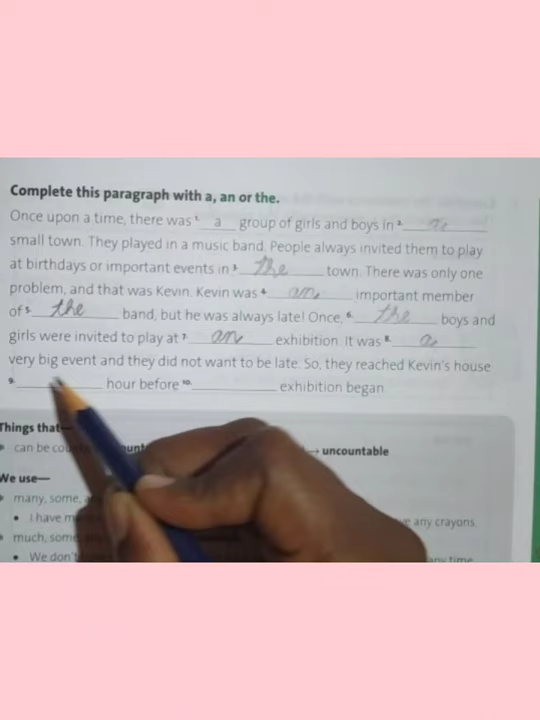 Complete this paragraph with a, an or the.
Once upon a time, there was 1. a group of girls and boys in 2. a
small town. They played in a music band. People always invited them to play
at birthdays or important events in 3. the town. There was only one
problem, and that was Kevin. Kevin was 4. an important member
of 5. the band, but he was always late! Once, 6. the boys and
girls were invited to play at 7. an exhibition. It was 8. a
very big event and they did not want to be late. So, they reached Kevin's house
9. hour before 10. exhibition began.
Things that—
can be cou → uncountable
We use—
many, some,
I have m any crayons.
much, some
We don't any time